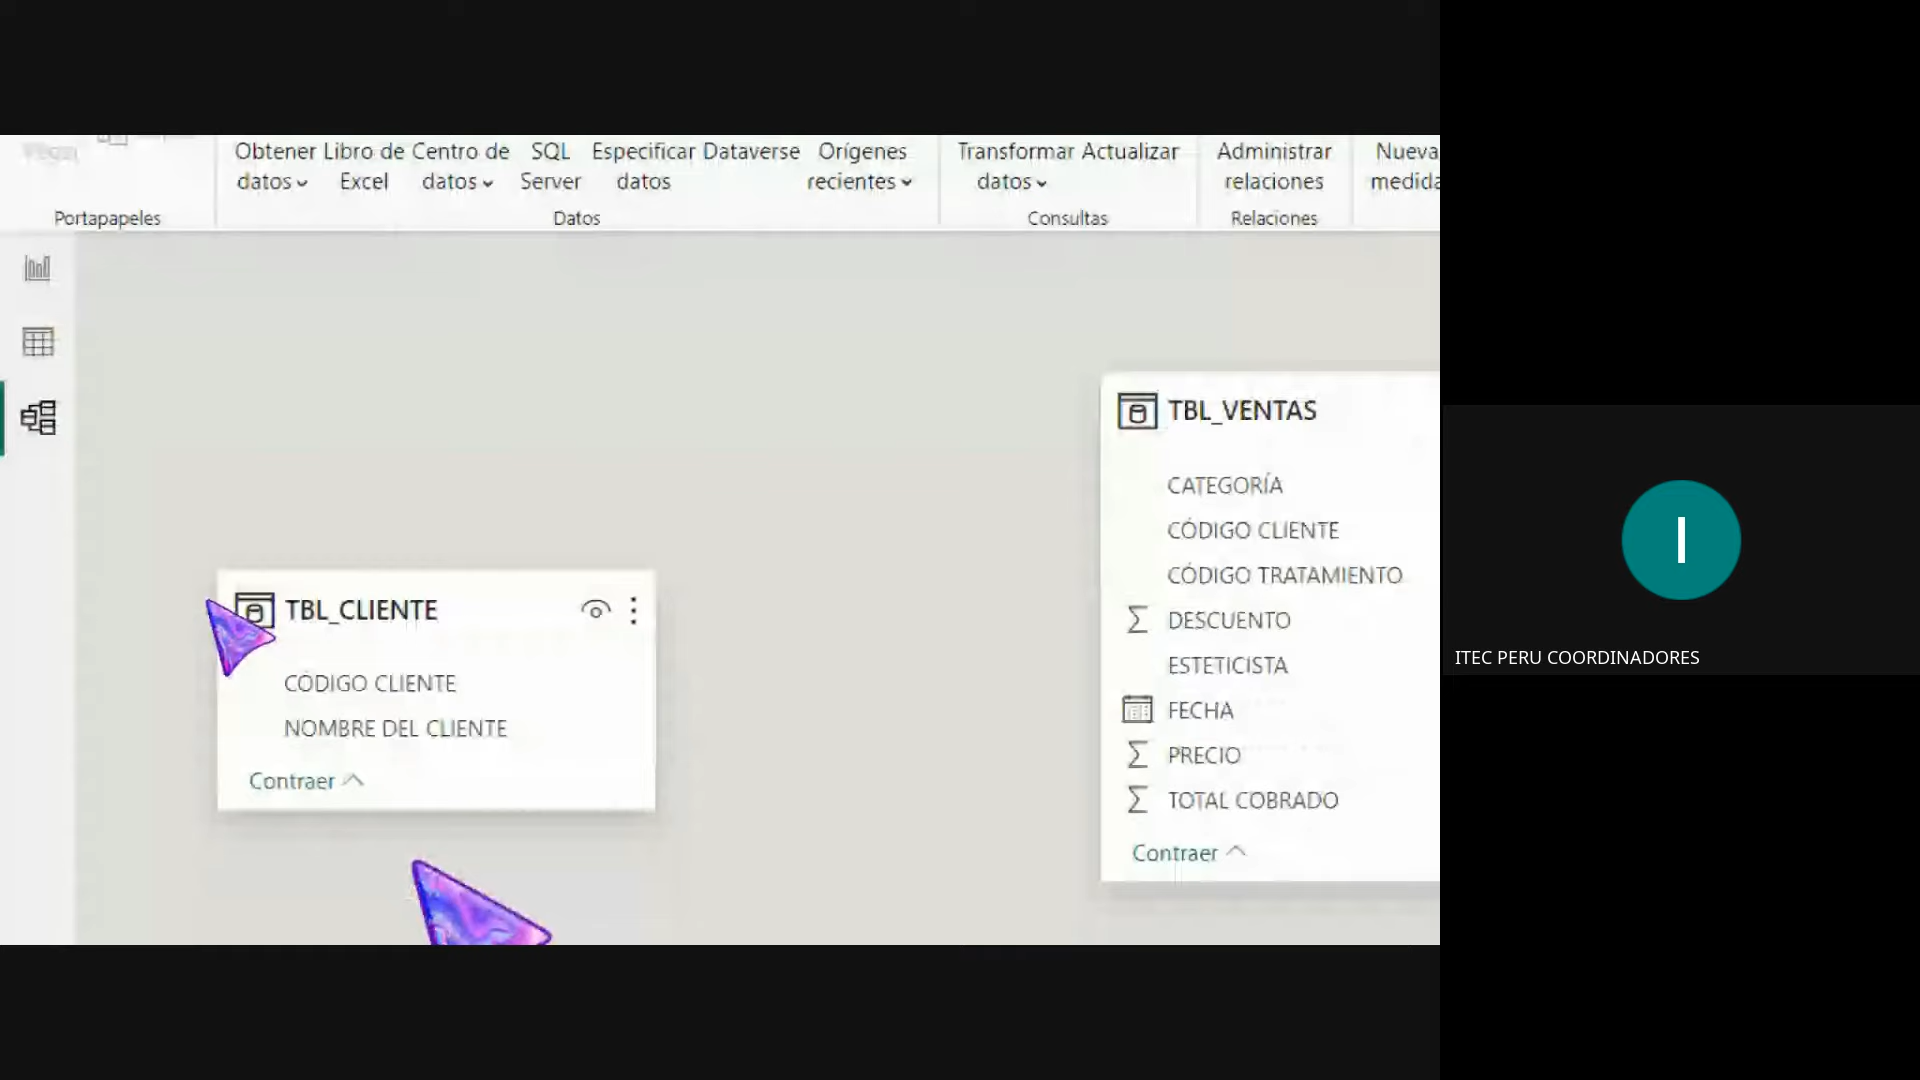 Obtener datos
Libro de Excel
Centro de datos
SQL Server
Especificar datos
Dataverse
Orígenes recientes
Transformar datos
Actualizar
Administrar relaciones
Nueva
medida
Portapapeles
Datos
Consultas
Relaciones
TBL_CLIENTE
CÓDIGO CLIENTE
NOMBRE DEL CLIENTE
Contraer
TBL_VENTAS
CATEGORÍA
CÓDIGO CLIENTE
CÓDIGO TRATAMIENTO
DESCUENTO
ESTETICISTA
FECHA
PRECIO
TOTAL COBRADO
Contraer
I
ITEC PERU COORDINADORES